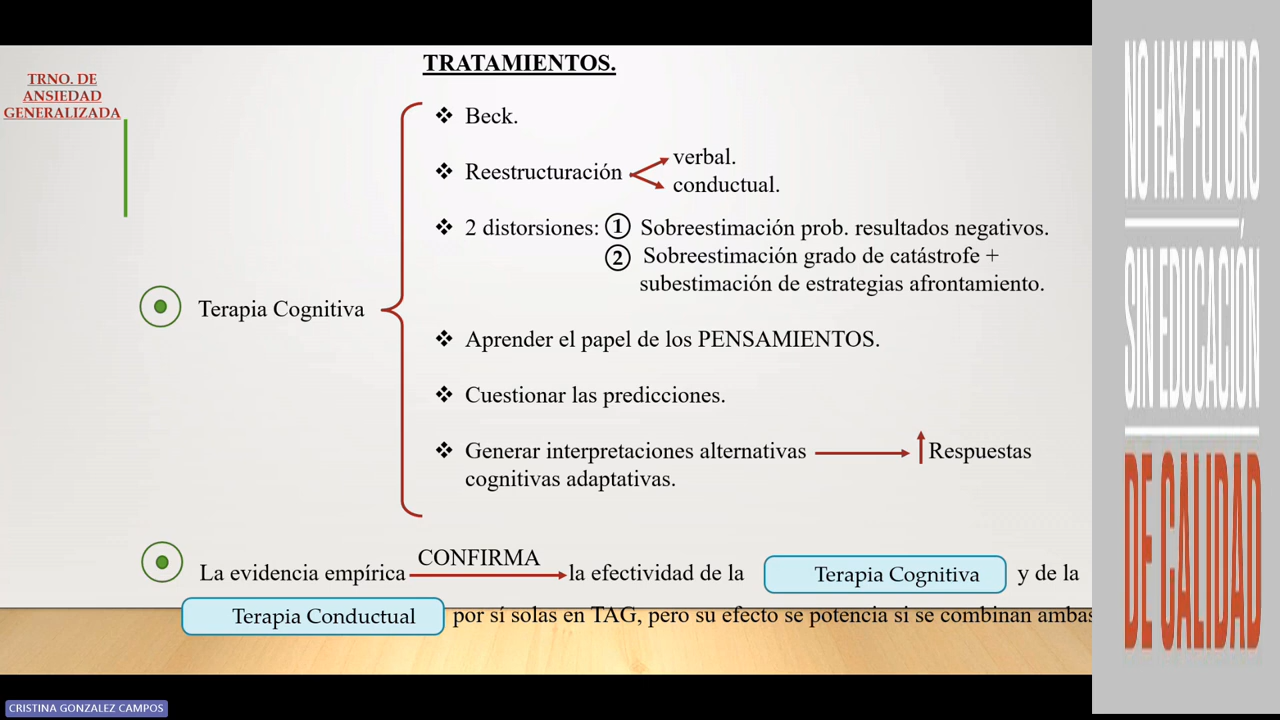 TRATAMIENTOS.
TRNO. DE
ANSIEDAD
GENERALIZADA
❖ Beck.
❖ Reestructuración
verbal.
conductual.
❖ 2 distorsiones: ① Sobreestimación prob. resultados negativos.
② Sobreestimación grado de catástrofe +
subestimación de estrategias afrontamiento.
Terapia Cognitiva
❖ Aprender el papel de los PENSAMIENTOS.
❖ Cuestionar las predicciones.
❖ Generar interpretaciones alternativas Respuestas
cognitivas adaptativas.
CONFIRMA
La evidencia empírica la efectividad de la Terapia Cognitiva y de la
Terapia Conductual por sí solas en TAG, pero su efecto se potencia si se combinan ambas
NO HAY FUTURO
SIN EDUCACIÓN
DE CALIDAD
CRISTINA GONZALEZ CAMPOS